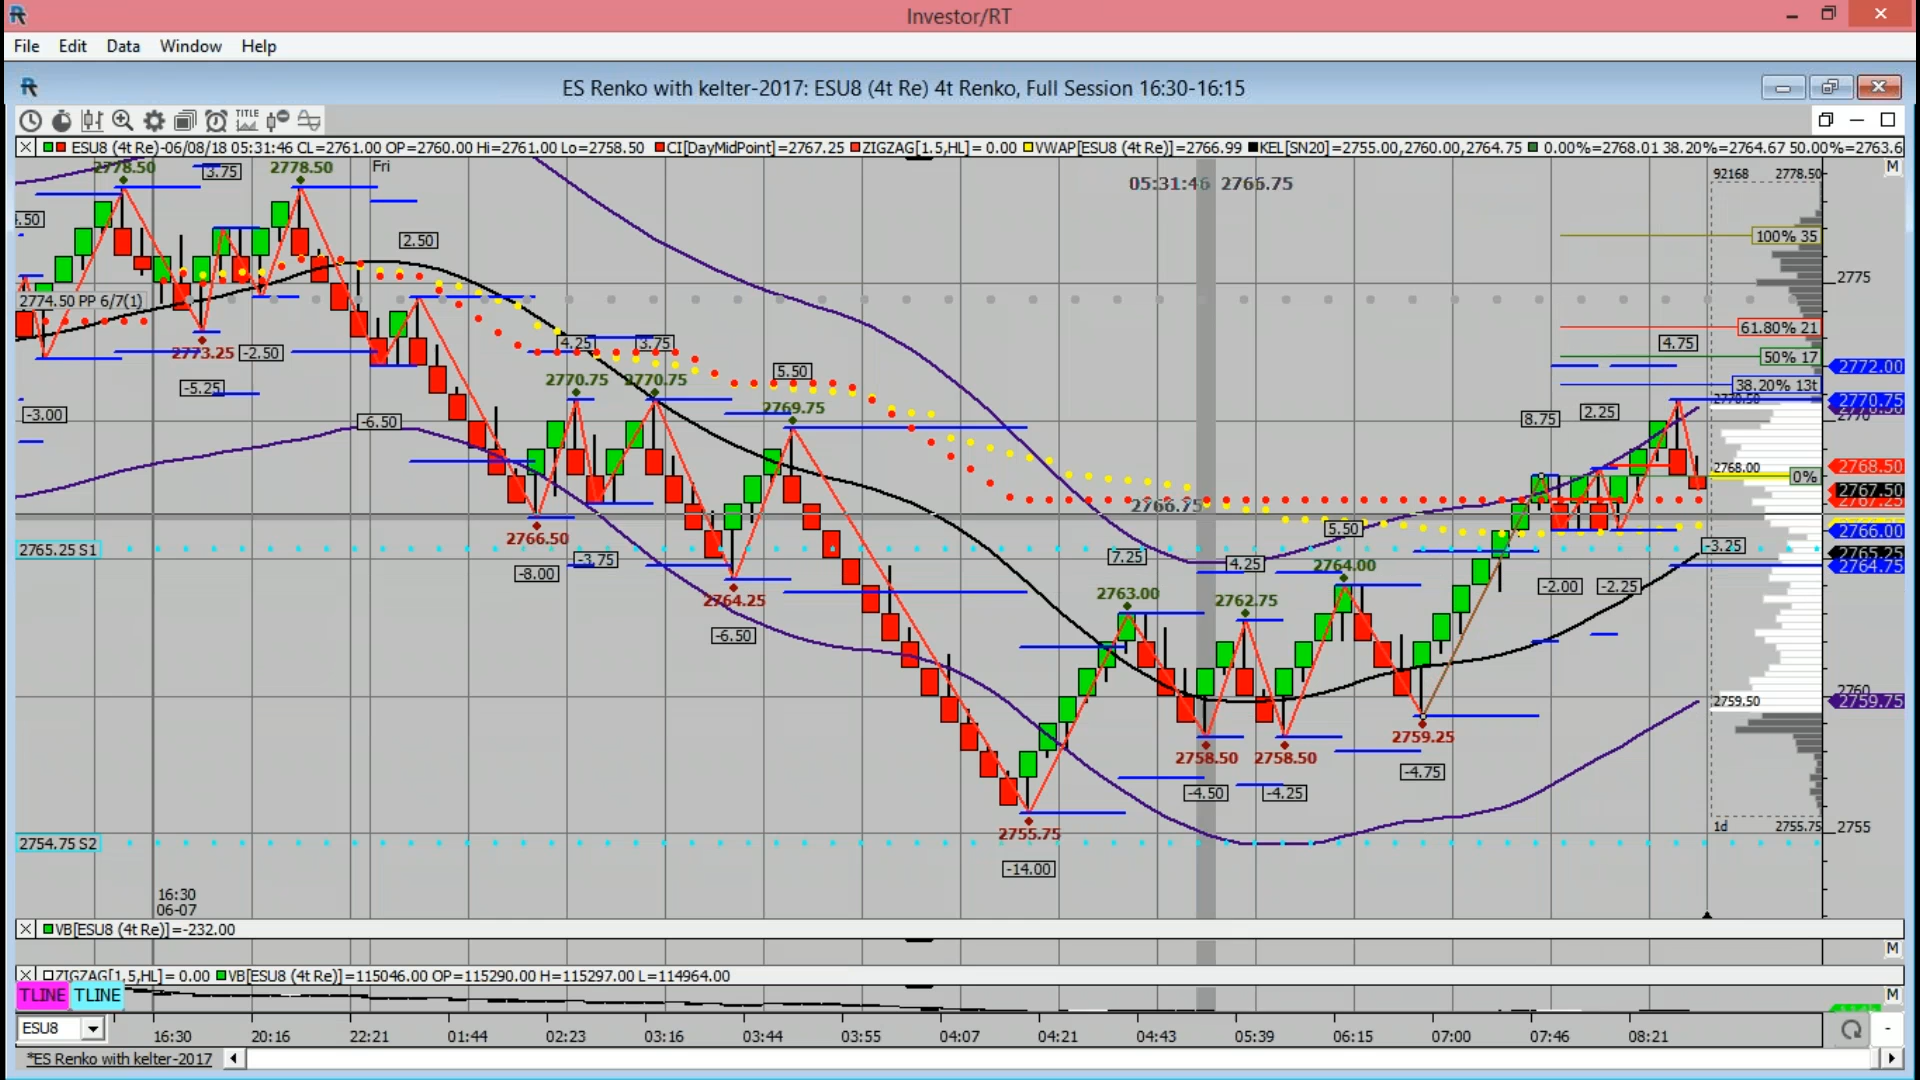 Investor/RT
File Edit Data Window Help
ES Renko with kelter-2017: ESU8 (4t Re) 4t Renko, Full Session 16:30-16:15
TITLE
ESU8 (4t Re)-06/08/18 05:31:46 CL=2761.00 OP=2760.00 Hi=2761.00 Lo=2758.50 CI[DayMidPoint]=2767.25 ZIGZAG[1.5,HL]= 0.00 VWAP[ESU8 (4t Re)]=2766.99 KEL[SN20]=2755.00,2760.00,2764.75 0.00%=2768.01 38.20%=2764.67 50.00%=2763.6
2778.50 3.75 2778.50 Fri M
05:31:46 2766.75 92168 2778.50
2.50 100% 35
2775
2774.50 PP 6/7(1)
61.80% 21
2773.25 -2.50 4.25 3.75 4.75 50% 17
2772.00
-5.25 2770.75 2770.75 5.50 38.20% 13t
2770.75
-3.00 -6.50 2769.75 8.75 2.25 2770
2768.00 2768.50
0%
2767.50
2766.75
2766.50 5.50 2766.00
2765.25 S1 -3.75 7.25 4.25 -3.25 2765.25
-8.00 2764.25 2764.00 2764.75
2763.00 2762.75 -2.00 -2.25
-6.50
2760
2759.50 2759.75
2758.50 2758.50 2759.25
-4.50 -4.25 -4.75
2755.75 1d 2755.75 2755
2754.75 S2
-14.00
16:30
06-07
VB[ESU8 (4t Re)]=-232.00
M
ZIGZAG[1.5,HL]= 0.00 VB[ESU8 (4t Re)]=115046.00 OP=115290.00 H=115297.00 L=114964.00
TLINE TLINE M
ESU8 16:30 20:16 22:21 01:44 02:23 03:16 03:44 03:55 04:07 04:21 04:43 05:39 06:15 07:00 07:46 08:21
*ES Renko with kelter-2017